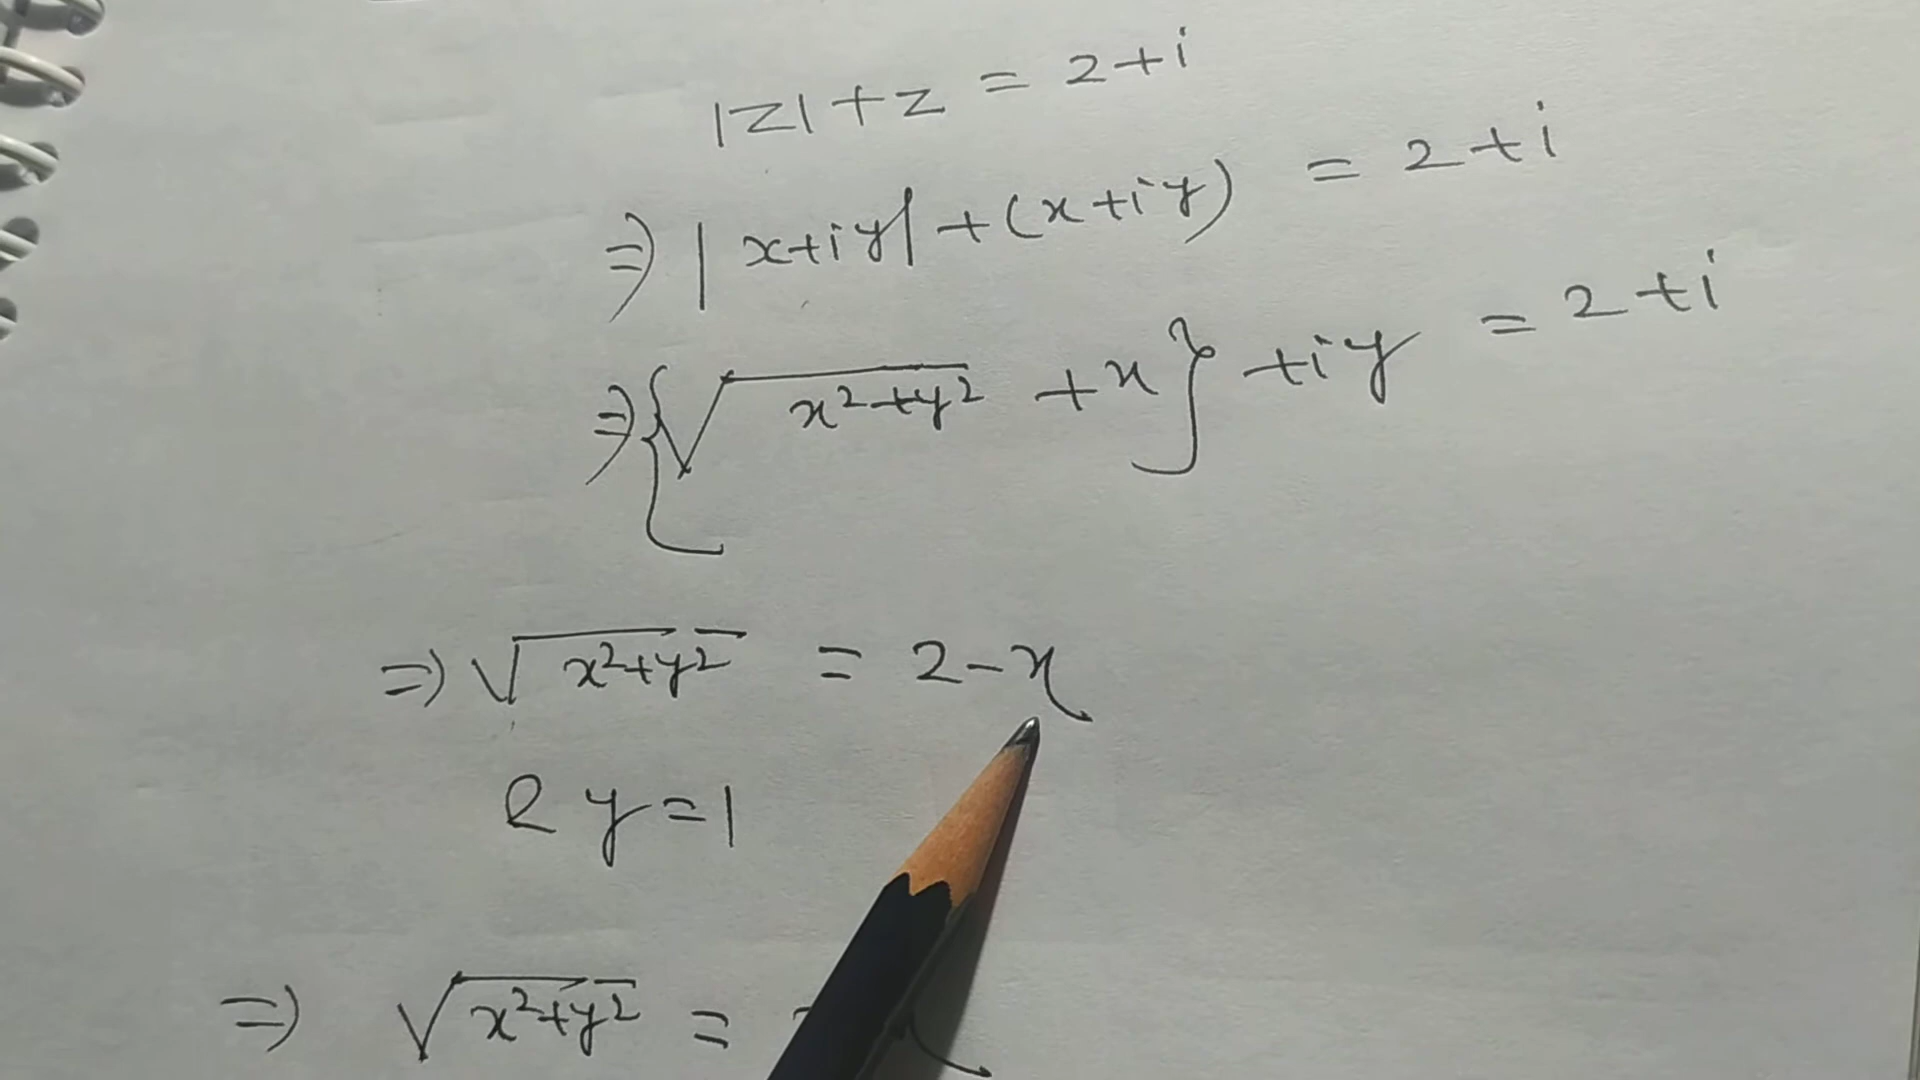 |z| + z = 2+i
⇒ |x+iy| + (x+iy) = 2+i
⇒ {√x²+y² + x} + iy = 2+i
⇒ √x²+y² = 2-x
& y=1
⇒ √x²+y² =